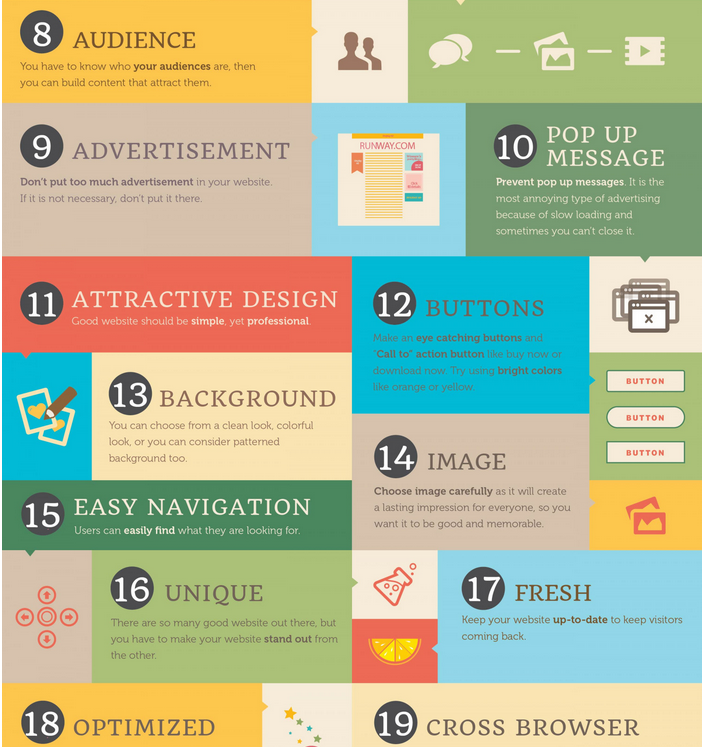 8 AUDIENCE
You have to know who your audiences are, then
you can build content that attract them.
9 ADVERTISEMENT
Don't put too much advertisement in your website.
If it is not necessary, don't put it there.
RUNWAY.COM
10 POP UP
MESSAGE
Prevent pop up messages. It is the
most annoying type of advertising
because of slow loading and
sometimes you can't close it.
11 ATTRACTIVE DESIGN
Good website should be simple, yet professional.
12 BUTTONS
Make an eye catching buttons and
"Call to" action button like buy now or
download now. Try using bright colors
like orange or yellow.
X
BUTTON
BUTTON
BUTTON
13 BACKGROUND
You can choose from a clean look, colorful
look, or you can consider patterned
background too.
14 IMAGE
Choose image carefully as it will create
a lasting impression for everyone, so you
want it to be good and memorable.
15 EASY NAVIGATION
Users can easily find what they are looking for.
16 UNIQUE
There are so many good website out there, but
you have to make your website stand out from
the other.
17 FRESH
Keep your website up-to-date to keep visitors
coming back.
18 OPTIMIZED
19 CROSS BROWSER